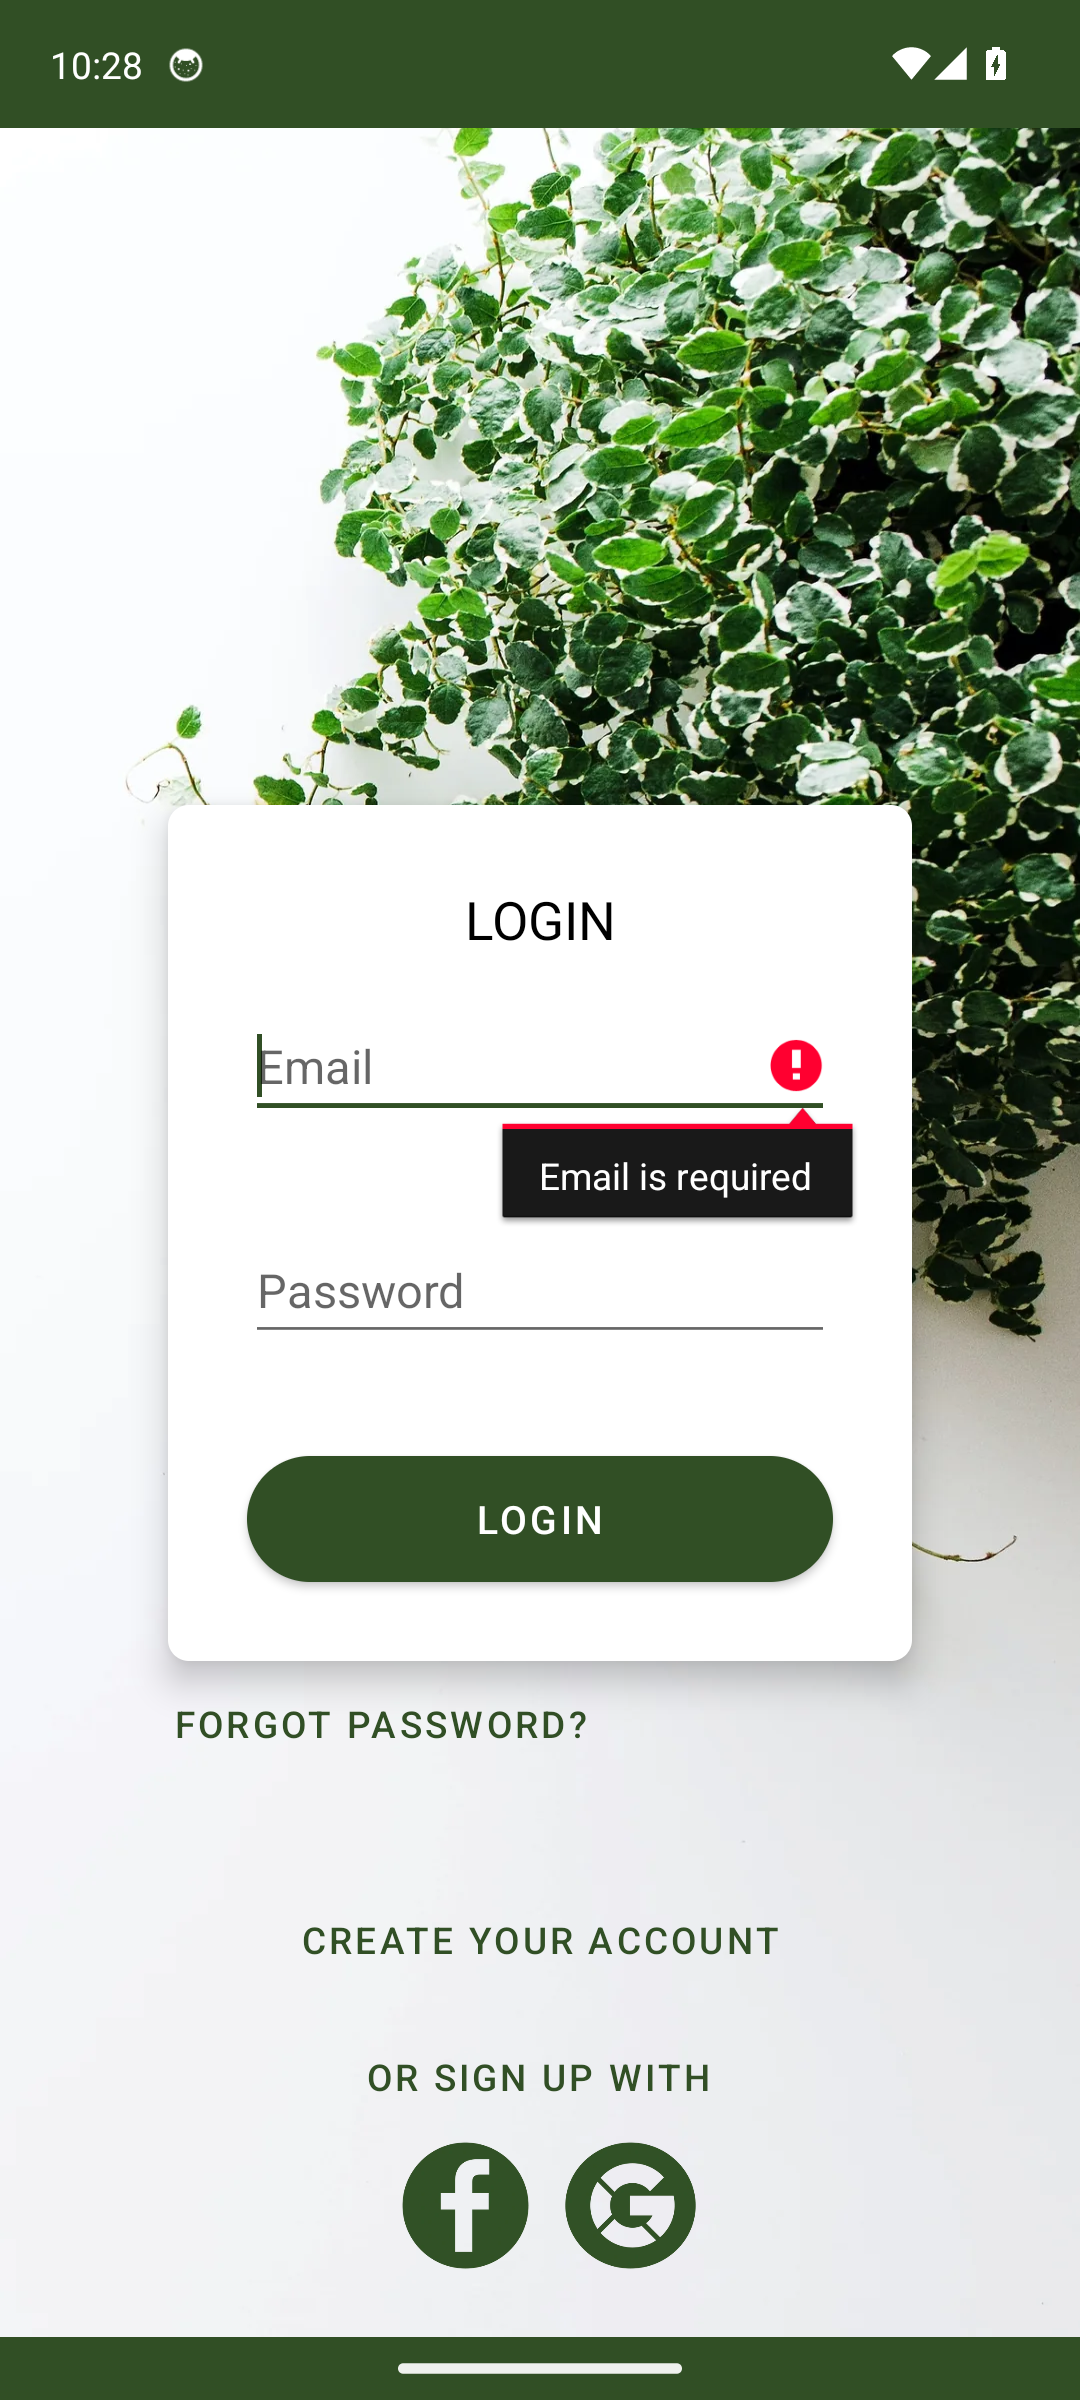 10:28
LOGIN
Email
Email is required
Password
LOGIN
FORGOT PASSWORD?
CREATE YOUR ACCOUNT
OR SIGN UP WITH